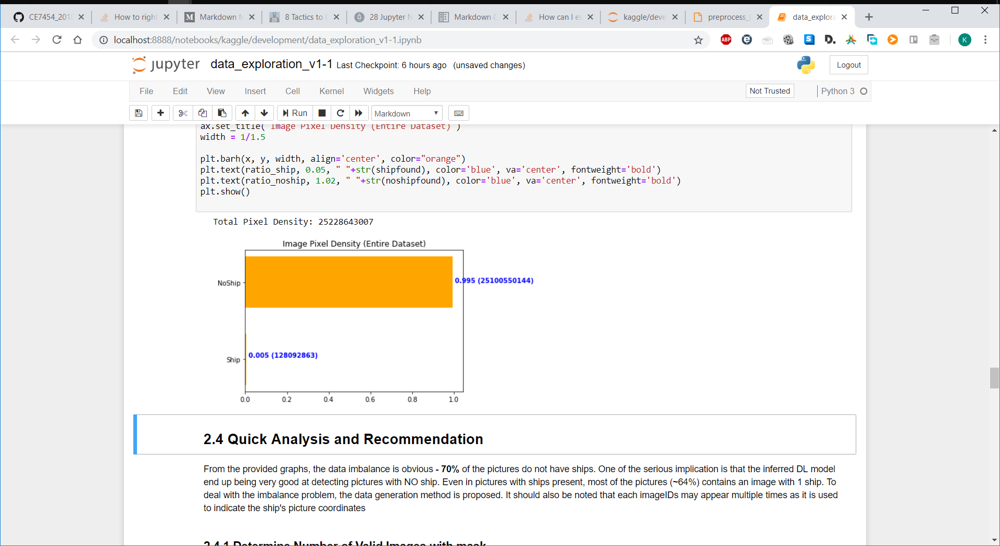 CE7454_201
How to right
M Markdown f
8 Tactics to
28 Jupyter N
Markdown C
How can I e
kaggle/deve
preprocess_
data_explora
localhost:8888/notebooks/kaggle/development/data_exploration_v1-1.ipynb
ABP
S
D.
K
jupyter data_exploration_v1-1 Last Checkpoint: 6 hours ago (unsaved changes)
Logout
File Edit View Insert Cell Kernel Widgets Help
Not Trusted
Python 3
Run
Markdown
ax.set_title('Image Pixel Density (Entire Dataset)')
width = 1/1.5
plt.barh(x, y, width, align='center', color="orange")
plt.text(ratio_ship, 0.05, " "+str(shipfound), color='blue', va='center', fontweight='bold')
plt.text(ratio_noship, 1.02, " "+str(noshipfound), color='blue', va='center', fontweight='bold')
plt.show()
Total Pixel Density: 25228643007
Image Pixel Density (Entire Dataset)
NoShip
0.995 (25100550144)
Ship
0.005 (128092863)
0.0 0.2 0.4 0.6 0.8 1.0
2.4 Quick Analysis and Recommendation
From the provided graphs, the data imbalance is obvious - 70% of the pictures do not have ships. One of the serious implication is that the inferred DL model
end up being very good at detecting pictures with NO ship. Even in pictures with ships present, most of the pictures (~64%) contains an image with 1 ship. To
deal with the imbalance problem, the data generation method is proposed. It should also be noted that each imageIDs may appear multiple times as it is used
to indicate the ship's picture coordinates
2.4.1 Determine Number of Valid Images with mask